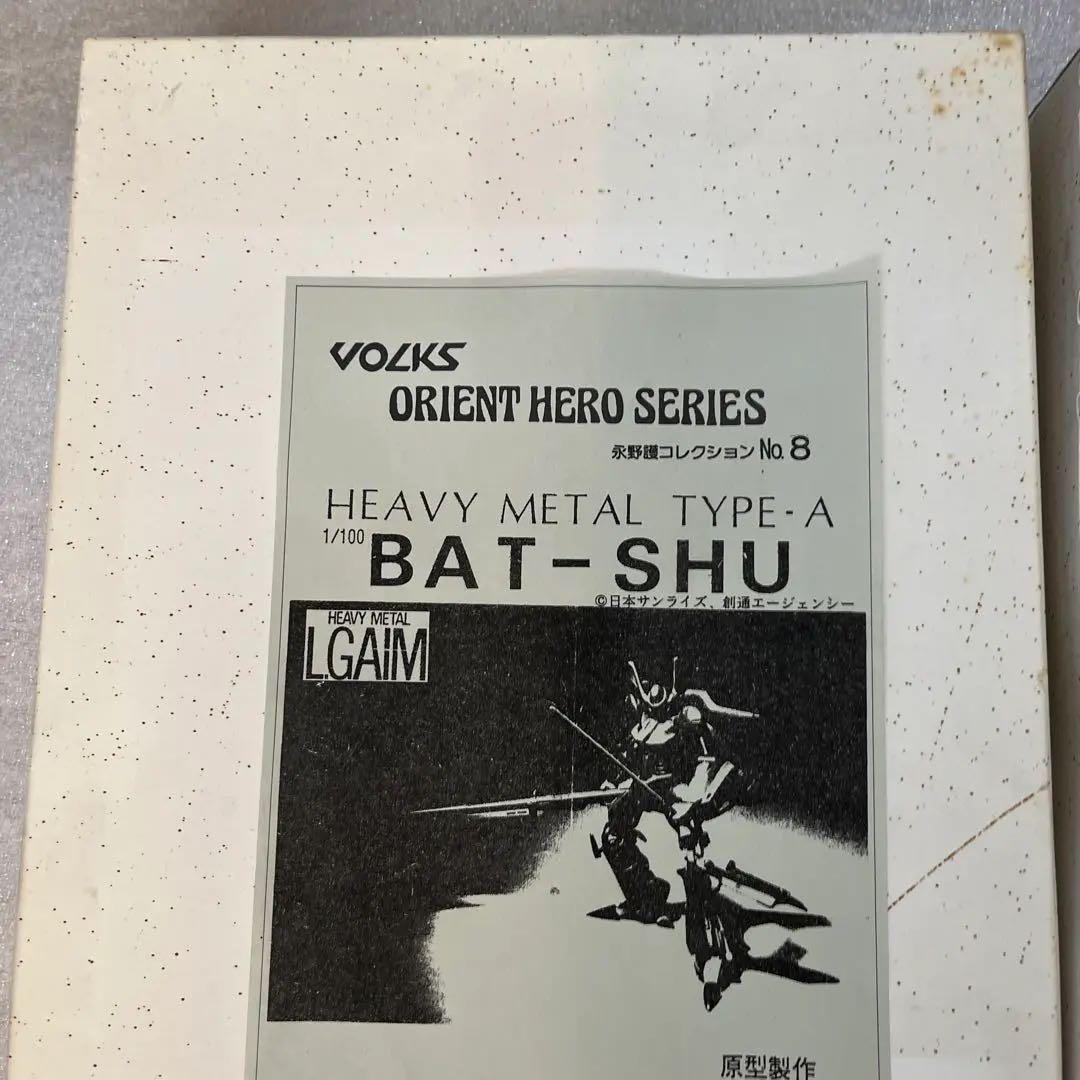 VOLKS
ORIENT HERO SERIES
永野護コレクション No. 8
HEAVY METAL TYPE-A
1/100 BAT-SHU
©日本サンライズ、創通エージェンシー
HEAVY METAL
L.GAIM
原型製作